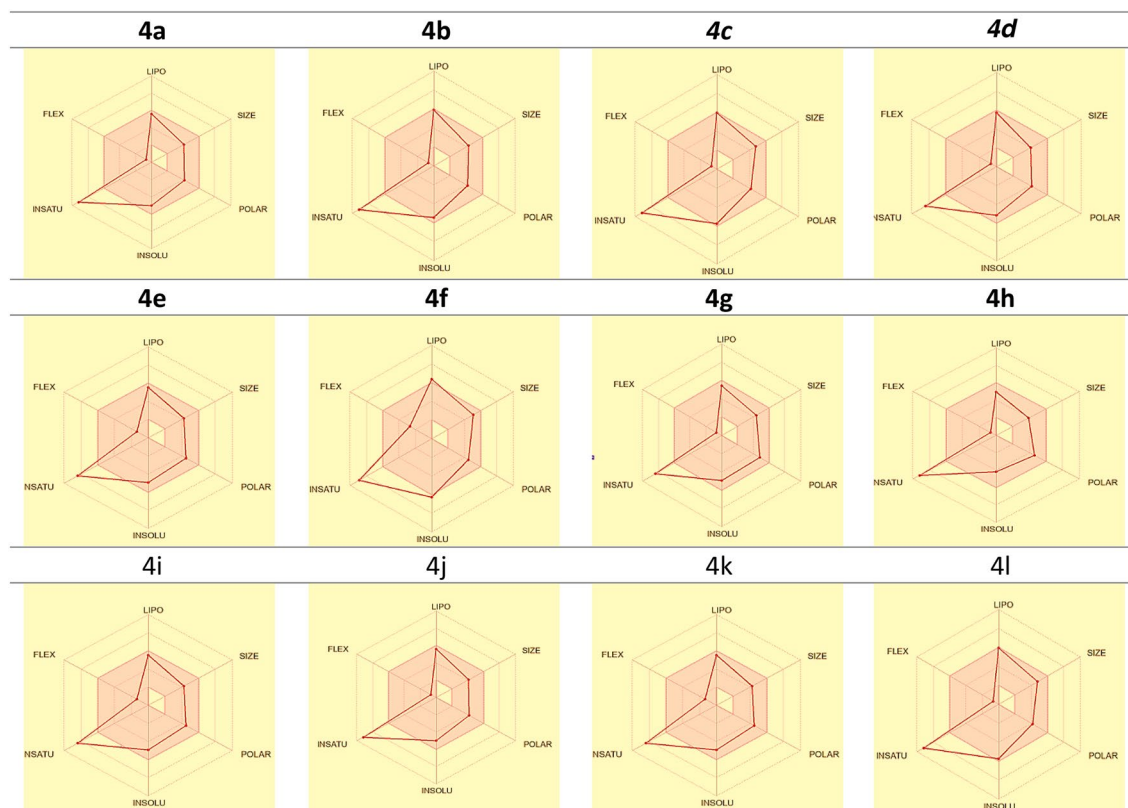 4a 4b 4c 4d
LIPO LIPO LIPO LIPO
FLEX SIZE FLEX SIZE FLEX SIZE FLEX SIZE
INSATU POLAR INSATU POLAR INSATU POLAR NSATU POLAR
INSOLU INSOLU INSOLU INSOLU
4e 4f 4g 4h
LIPO LIPO LIPO LIPO
FLEX SIZE FLEX SIZE FLEX SIZE FLEX SIZE
NSATU POLAR INSATU POLAR INSATU POLAR NSATU POLAR
INSOLU INSOLU INSOLU INSOLU
4i 4j 4k 4l
LIPO LIPO LIPO LIPO
FLEX SIZE FLEX SIZE FLEX SIZE FLEX SIZE
NSATU POLAR INSATU POLAR NSATU POLAR INSATU POLAR
INSOLU INSOLU INSOLU INSOLU